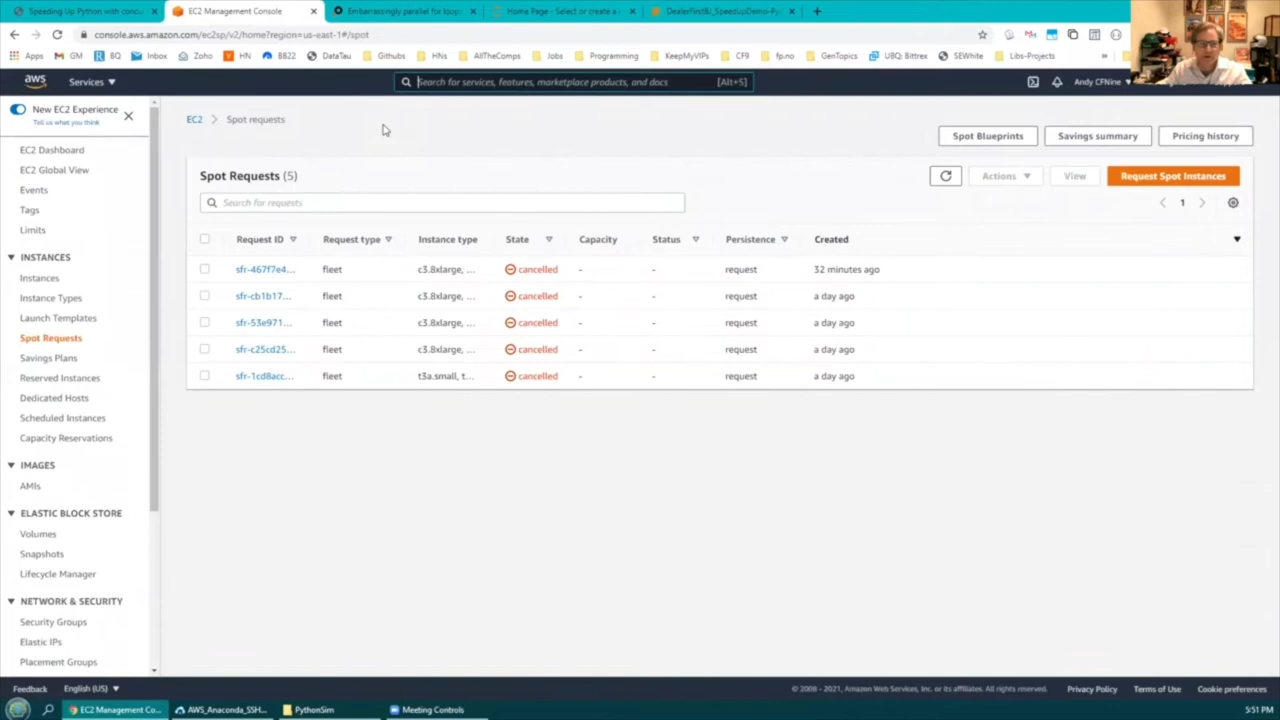 Speeding Up Python with concu
EC2 Management Console
Embarrassingly parallel for loops
Home Page - Select or create a
DealerFirstBJ_SpeedupDemo-Py
console.aws.amazon.com/ec2sp/v2/home?region=us-east-1#/spot
Apps GM BQ Inbox Zoho HN BB22 DataTau Githubs HNs AllTheComps Jobs Programming KeepMyVIPs CF9 fp.no GenTopics UBQ: Bittrex SEWhite Libs-Projects »
aws Services Search for services, features, marketplace products, and docs [Alt+S] Andy CFNine
New EC2 Experience
Tell us what you think
EC2 Dashboard
EC2 Global View
Events
Tags
Limits
INSTANCES
Instances
Instance Types
Launch Templates
Spot Requests
Savings Plans
Reserved Instances
Dedicated Hosts
Scheduled Instances
Capacity Reservations
IMAGES
AMIs
ELASTIC BLOCK STORE
Volumes
Snapshots
Lifecycle Manager
NETWORK & SECURITY
Security Groups
Elastic IPs
Placement Groups
EC2 > Spot requests
Spot Blueprints Savings summary Pricing history
Spot Requests (5) Actions View Request Spot Instances
Search for requests 1
Request ID Request type Instance type State Capacity Status Persistence Created
sfr-467f7e4... fleet c3.8xlarge, ... cancelled - - request 32 minutes ago
sfr-cb1b17... fleet c3.8xlarge, ... cancelled - - request a day ago
sfr-53e971... fleet c3.8xlarge, ... cancelled - - request a day ago
sfr-c25cd25... fleet c3.8xlarge, ... cancelled - - request a day ago
sfr-1cd8acc... fleet t3a.small, t... cancelled - - request a day ago
Feedback English (US) © 2008 - 2021, Amazon Web Services, Inc. or its affiliates. All rights reserved. Privacy Policy Terms of Use Cookie preferences
EC2 Management Co... AWS_Anaconda_SSH... PythonSim Meeting Controls 5:51 PM